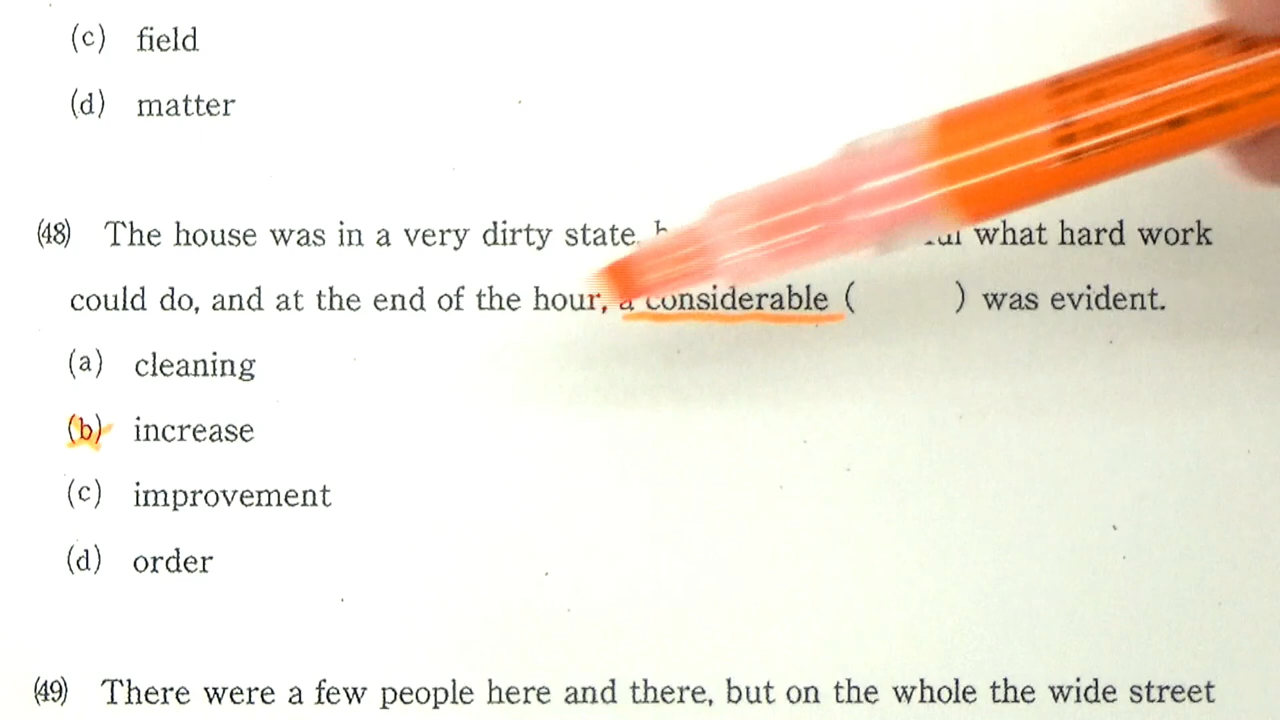 (c) field
(d) matter
(48) The house was in a very dirty state, what hard work
could do, and at the end of the hour, a considerable ( ) was evident.
(a) cleaning
(b) increase
(c) improvement
(d) order
(49) There were a few people here and there, but on the whole the wide street